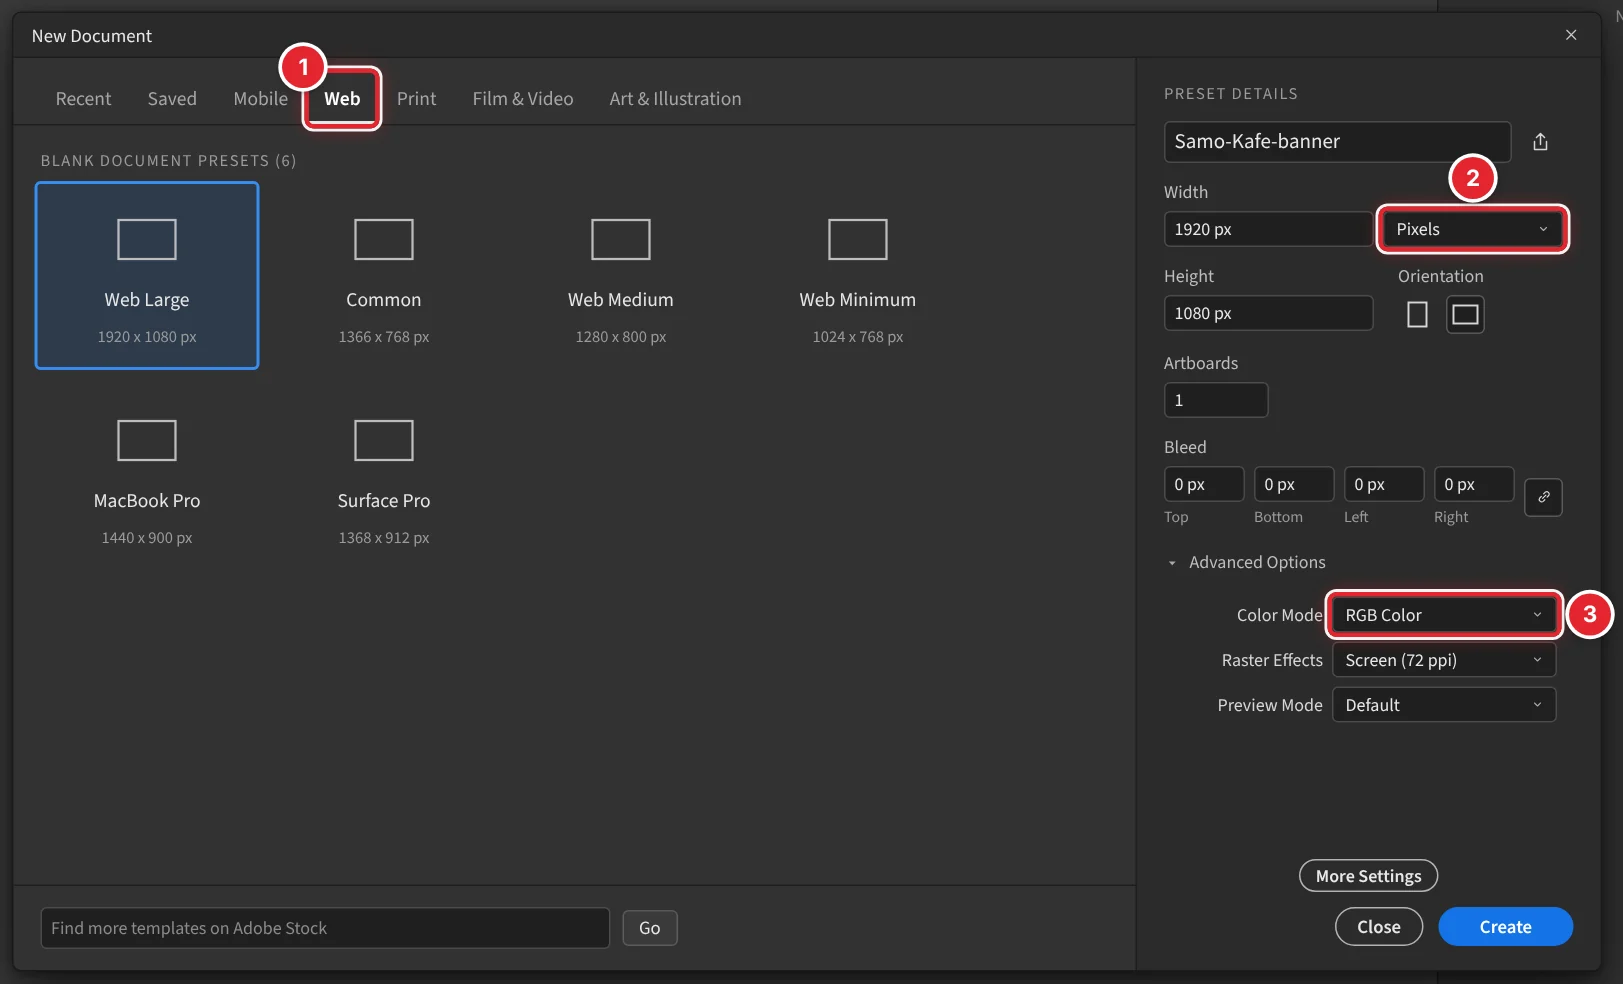 New Document
1
Recent Saved Mobile Web Print Film & Video Art & Illustration
BLANK DOCUMENT PRESETS (6)
Web Large
1920 x 1080 px
Common
1366 x 768 px
Web Medium
1280 x 800 px
Web Minimum
1024 x 768 px
MacBook Pro
1440 x 900 px
Surface Pro
1368 x 912 px
Find more templates on Adobe Stock
Go
PRESET DETAILS
Samo-Kafe-banner
2
Width
1920 px
Pixels
Height
Orientation
1080 px
Artboards
1
Bleed
0 px 0 px 0 px 0 px
Top Bottom Left Right
Advanced Options
Color Mode RGB Color
3
Raster Effects Screen (72 ppi)
Preview Mode Default
More Settings
Close
Create